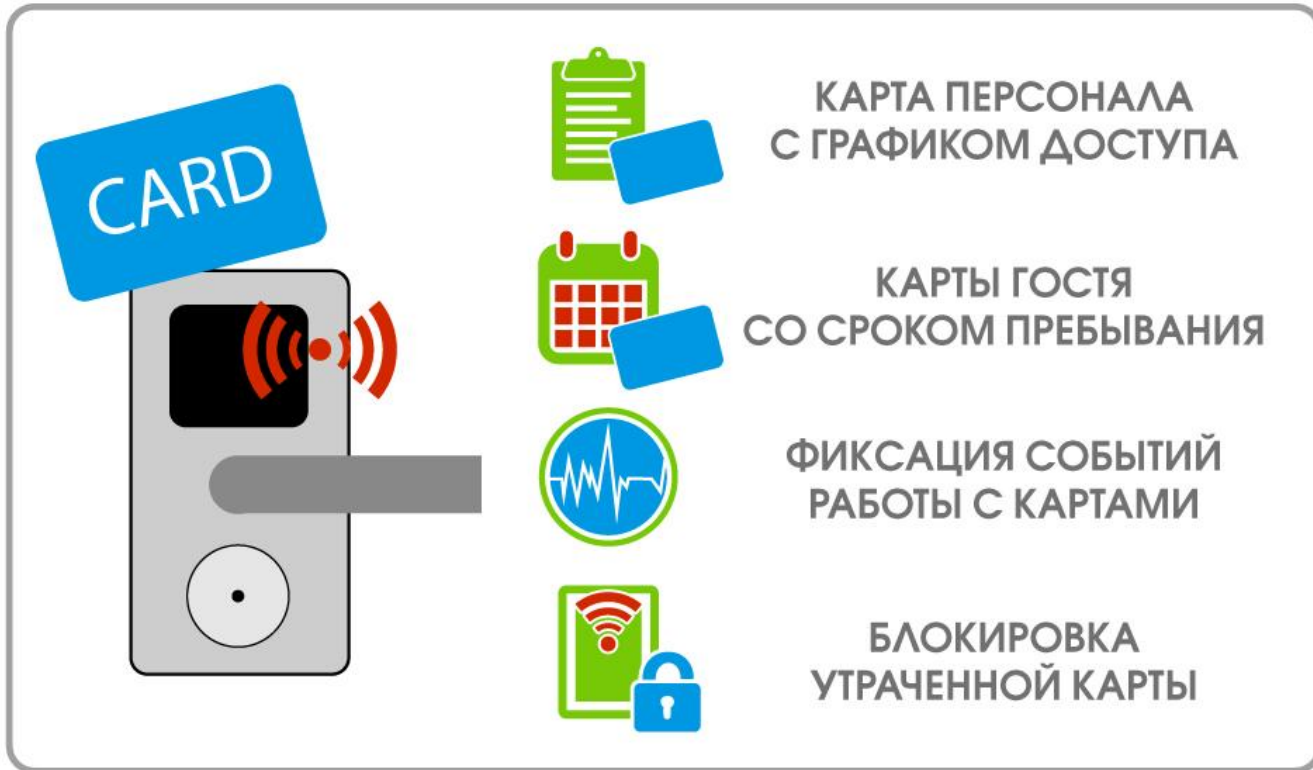 CARD
КАРТА ПЕРСОНАЛА
С ГРАФИКОМ ДОСТУПА
КАРТЫ ГОСТЯ
СО СРОКОМ ПРЕБЫВАНИЯ
ФИКСАЦИЯ СОБЫТИЙ
РАБОТЫ С КАРТАМИ
БЛОКИРОВКА
УТРАЧЕННОЙ КАРТЫ